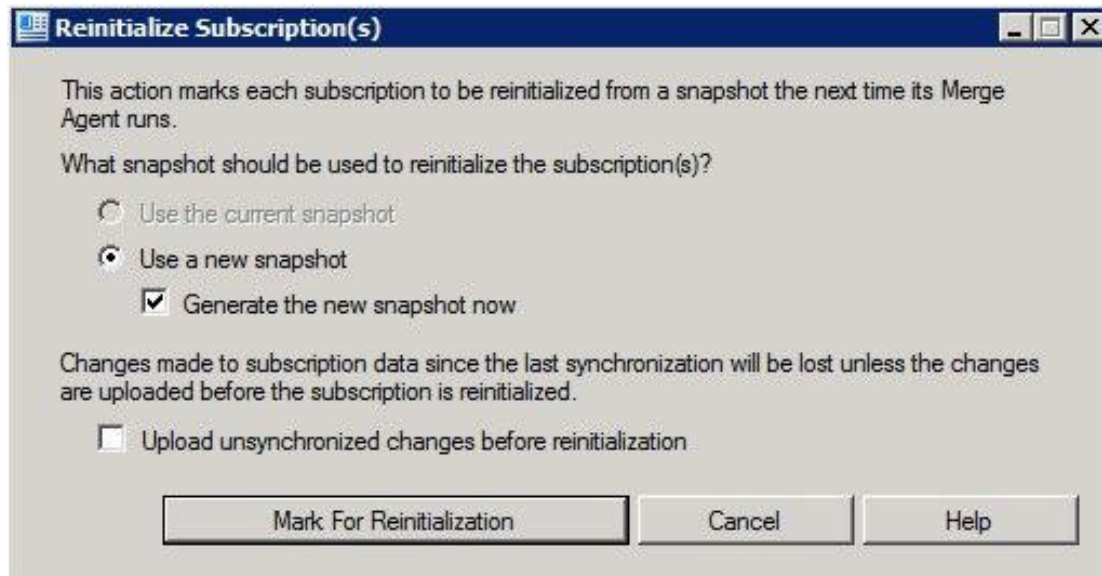 Reinitialize Subscription(s)
This action marks each subscription to be reinitialized from a snapshot the next time its Merge
Agent runs.
What snapshot should be used to reinitialize the subscription(s)?
Use the current snapshot
Use a new snapshot
Generate the new snapshot now
Changes made to subscription data since the last synchronization will be lost unless the changes
are uploaded before the subscription is reinitialized.
Upload unsynchronized changes before reinitialization
Mark For Reinitialization Cancel Help